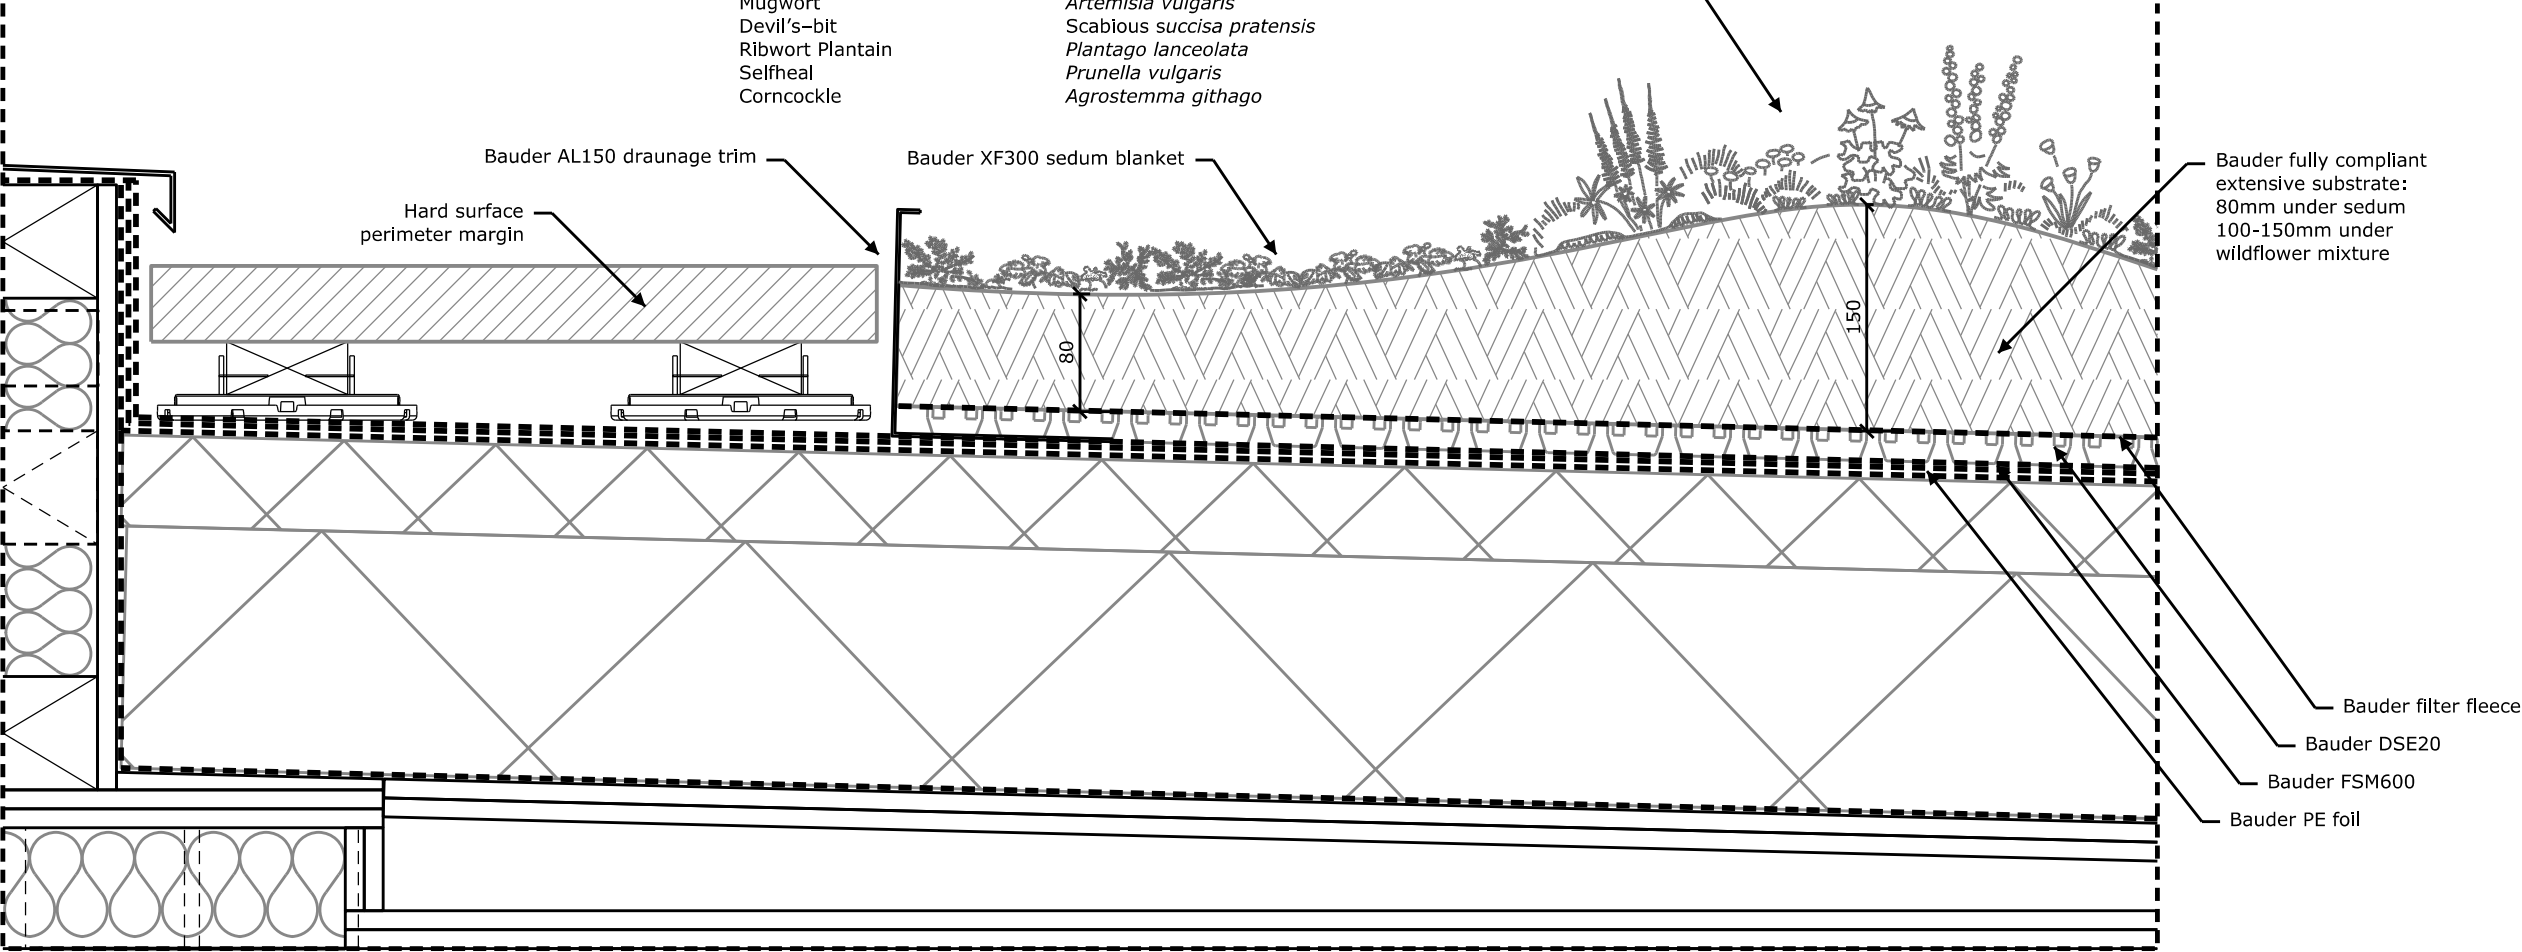 Mugwort Artemisia vulgaris
Devil's–bit Scabious succisa pratensis
Ribwort Plantain Plantago lanceolata
Selfheal Prunella vulgaris
Corncockle Agrostemma githago
Bauder AL150 draunage trim
Bauder XF300 sedum blanket
Bauder fully compliant
extensive substrate:
80mm under sedum
100-150mm under
wildflower mixture
Hard surface
perimeter margin
80
150
Bauder filter fleece
Bauder DSE20
Bauder FSM600
Bauder PE foil